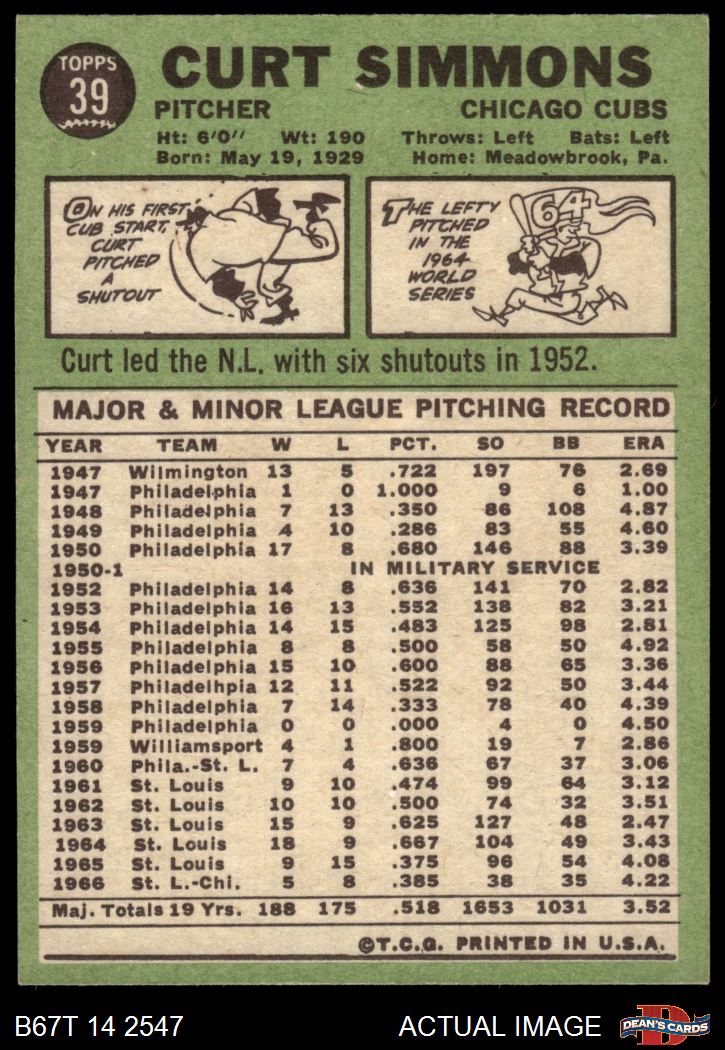 TOPPS
39
CURT SIMMONS
PITCHER CHICAGO CUBS
Ht: 6'0" Wt: 190 Throws: Left Bats: Left
Born: May 19, 1929 Home: Meadowbrook, Pa.
ON HIS FIRST
CUB START,
CURT
PITCHED
A
SHUTOUT
THE LEFTY
PITCHED
IN THE
1964
WORLD
SERIES
64
Curt led the N.L. with six shutouts in 1952.
MAJOR & MINOR LEAGUE PITCHING RECORD
YEAR TEAM W L PCT. SO BB ERA
1947 Wilmington 13 5 .722 197 76 2.69
1947 Philadelphia 1 0 1.000 9 6 1.00
1948 Philadelphia 7 13 .350 86 108 4.87
1949 Philadelphia 4 10 .286 83 55 4.60
1950 Philadelphia 17 8 .680 146 88 3.39
1950-1 IN MILITARY SERVICE
1952 Philadelphia 14 8 .636 141 70 2.82
1953 Philadelphia 16 13 .552 138 82 3.21
1954 Philadelphia 14 15 .483 125 98 2.81
1955 Philadelphia 8 8 .500 58 50 4.92
1956 Philadelphia 15 10 .600 88 65 3.36
1957 Philadelhpia 12 11 .522 92 50 3.44
1958 Philadelphia 7 14 .333 78 40 4.39
1959 Philadelphia 0 0 .000 4 0 4.50
1959 Williamsport 4 1 .800 19 7 2.86
1960 Phila.-St. L. 7 4 .636 67 37 3.06
1961 St. Louis 9 10 .474 99 64 3.12
1962 St. Louis 10 10 .500 74 32 3.51
1963 St. Louis 15 9 .625 127 48 2.47
1964 St. Louis 18 9 .667 104 49 3.43
1965 St. Louis 9 15 .375 96 54 4.08
1966 St. L.-Chi. 5 8 .385 38 35 4.22
Maj. Totals 19 Yrs. 188 175 .518 1653 1031 3.52
©T.C.G. PRINTED IN U.S.A.
B67T 14 2547 ACTUAL IMAGE D DEAN'S CARDS